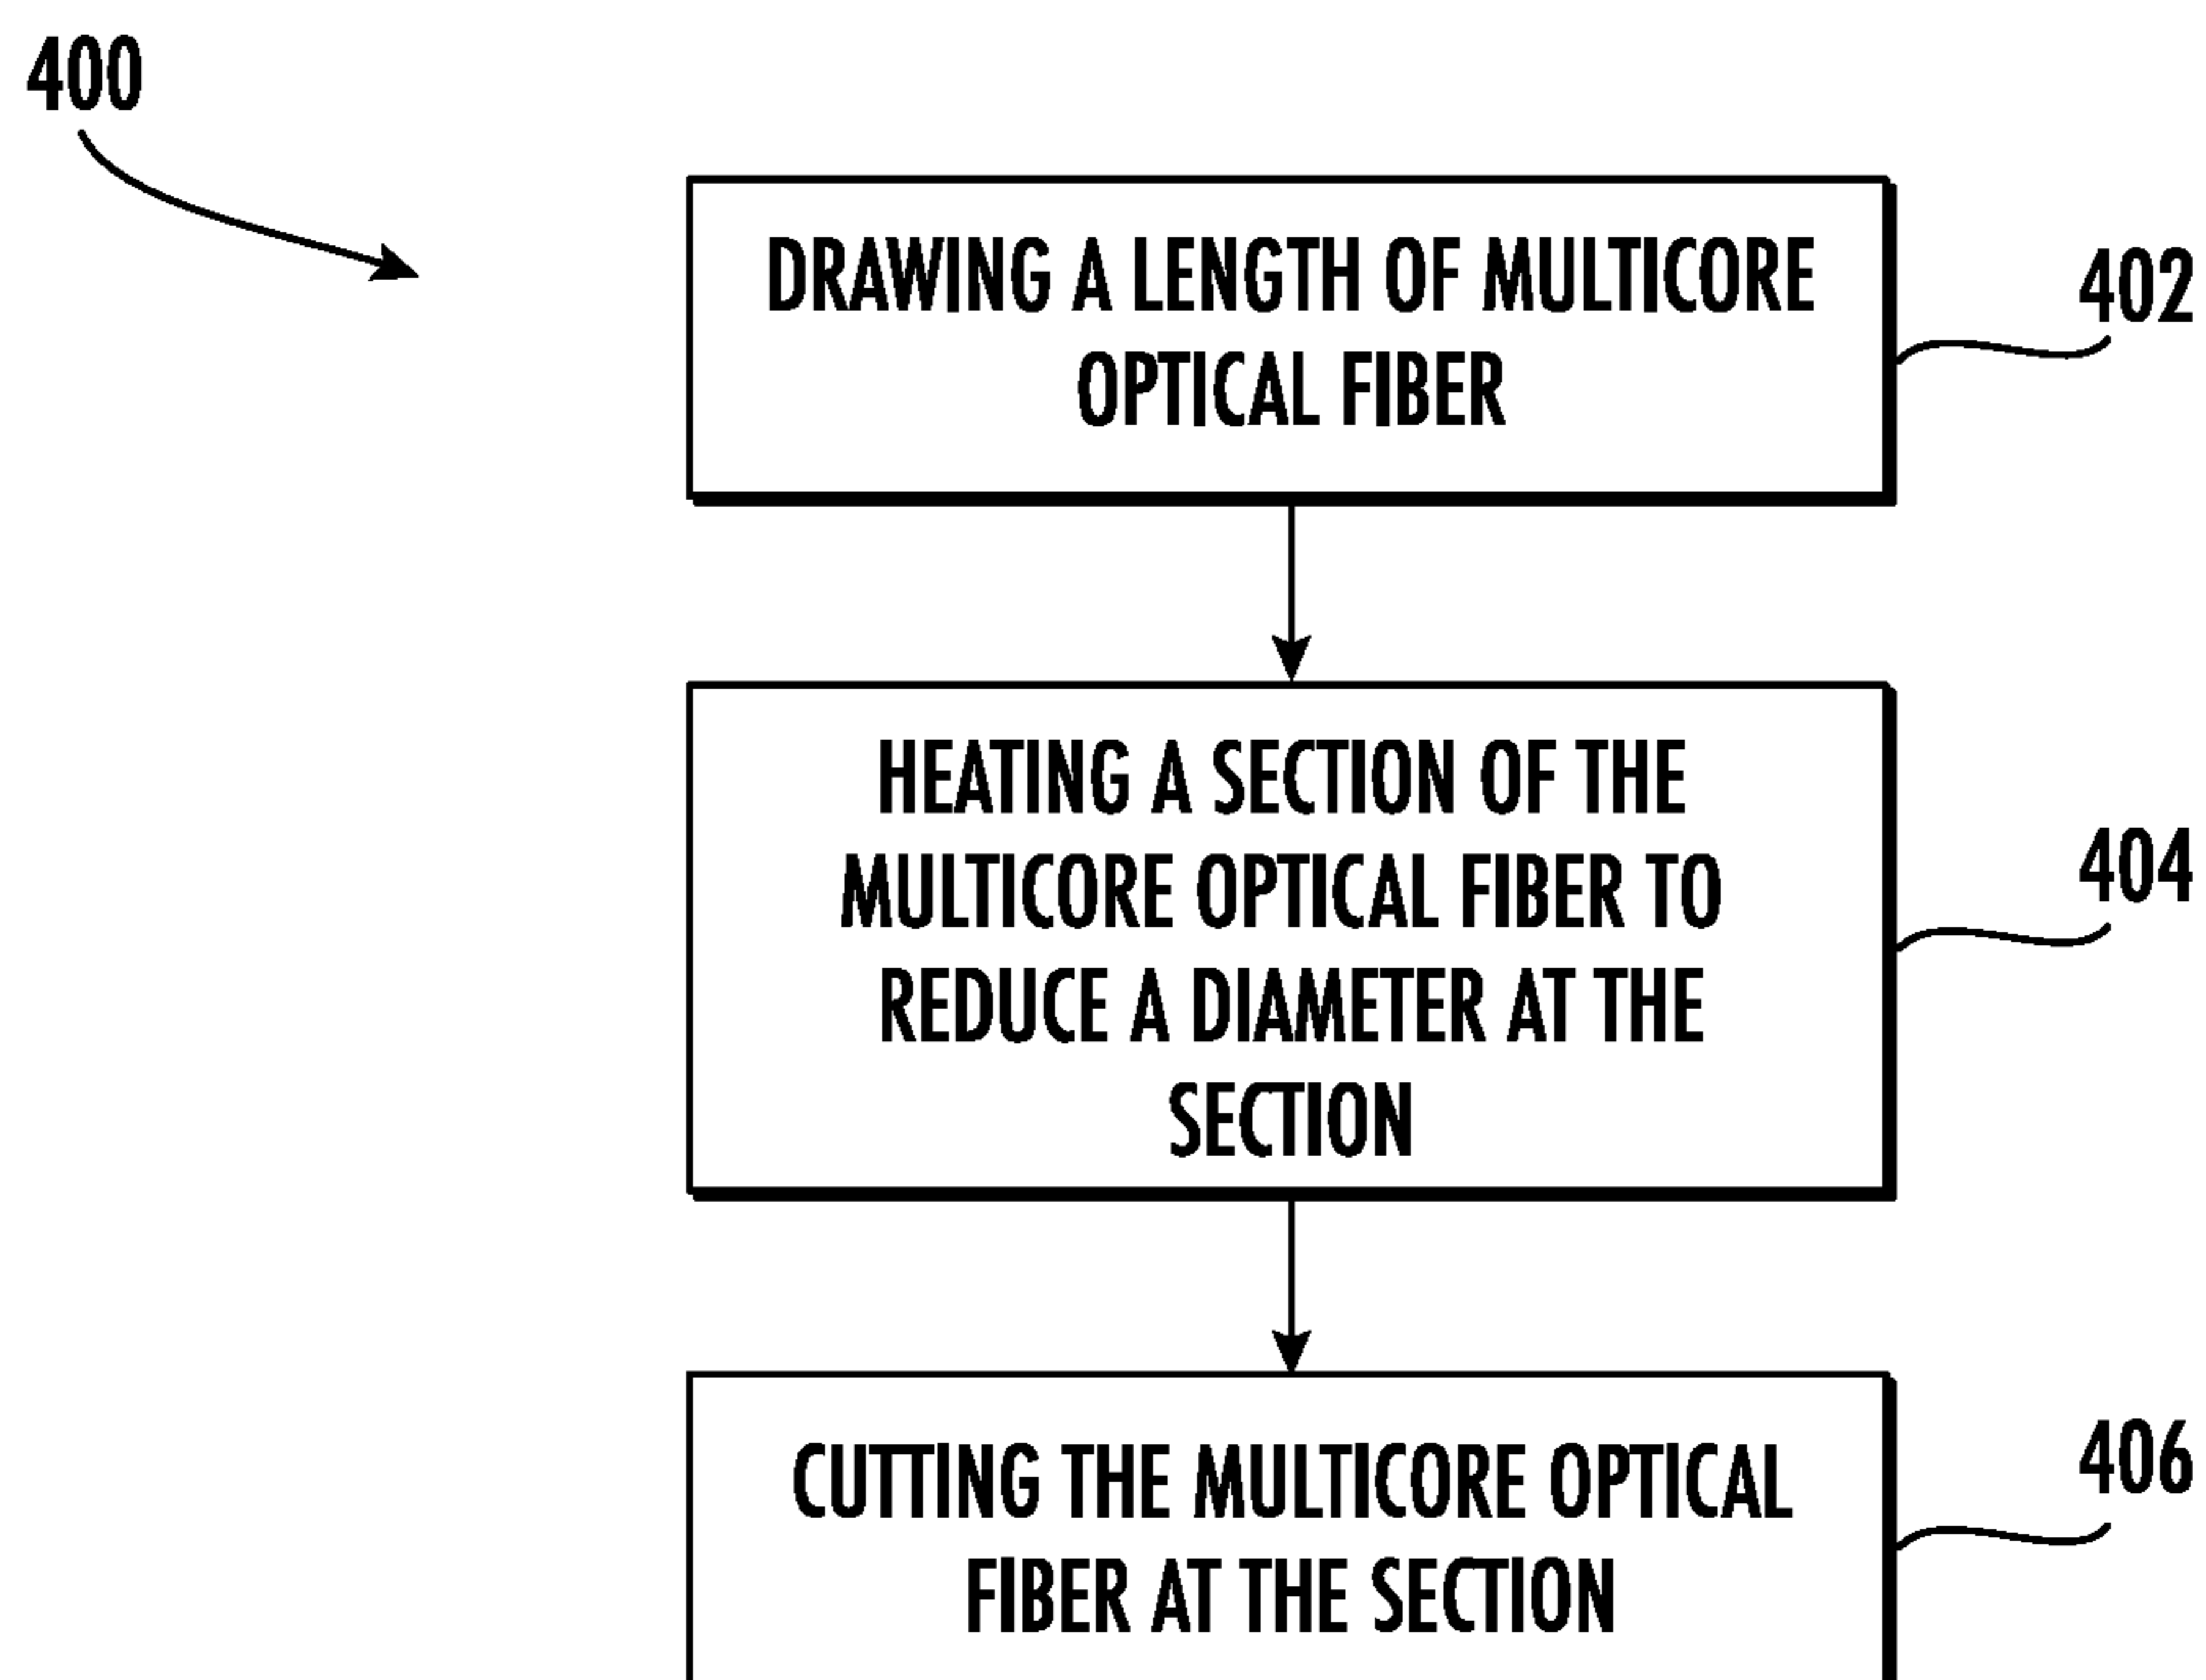 400
DRAWING A LENGTH OF MULTICORE
OPTICAL FIBER
402
HEATING A SECTION OF THE
MULTICORE OPTICAL FIBER TO
REDUCE A DIAMETER AT THE
SECTION
404
CUTTING THE MULTICORE OPTICAL
FIBER AT THE SECTION
406